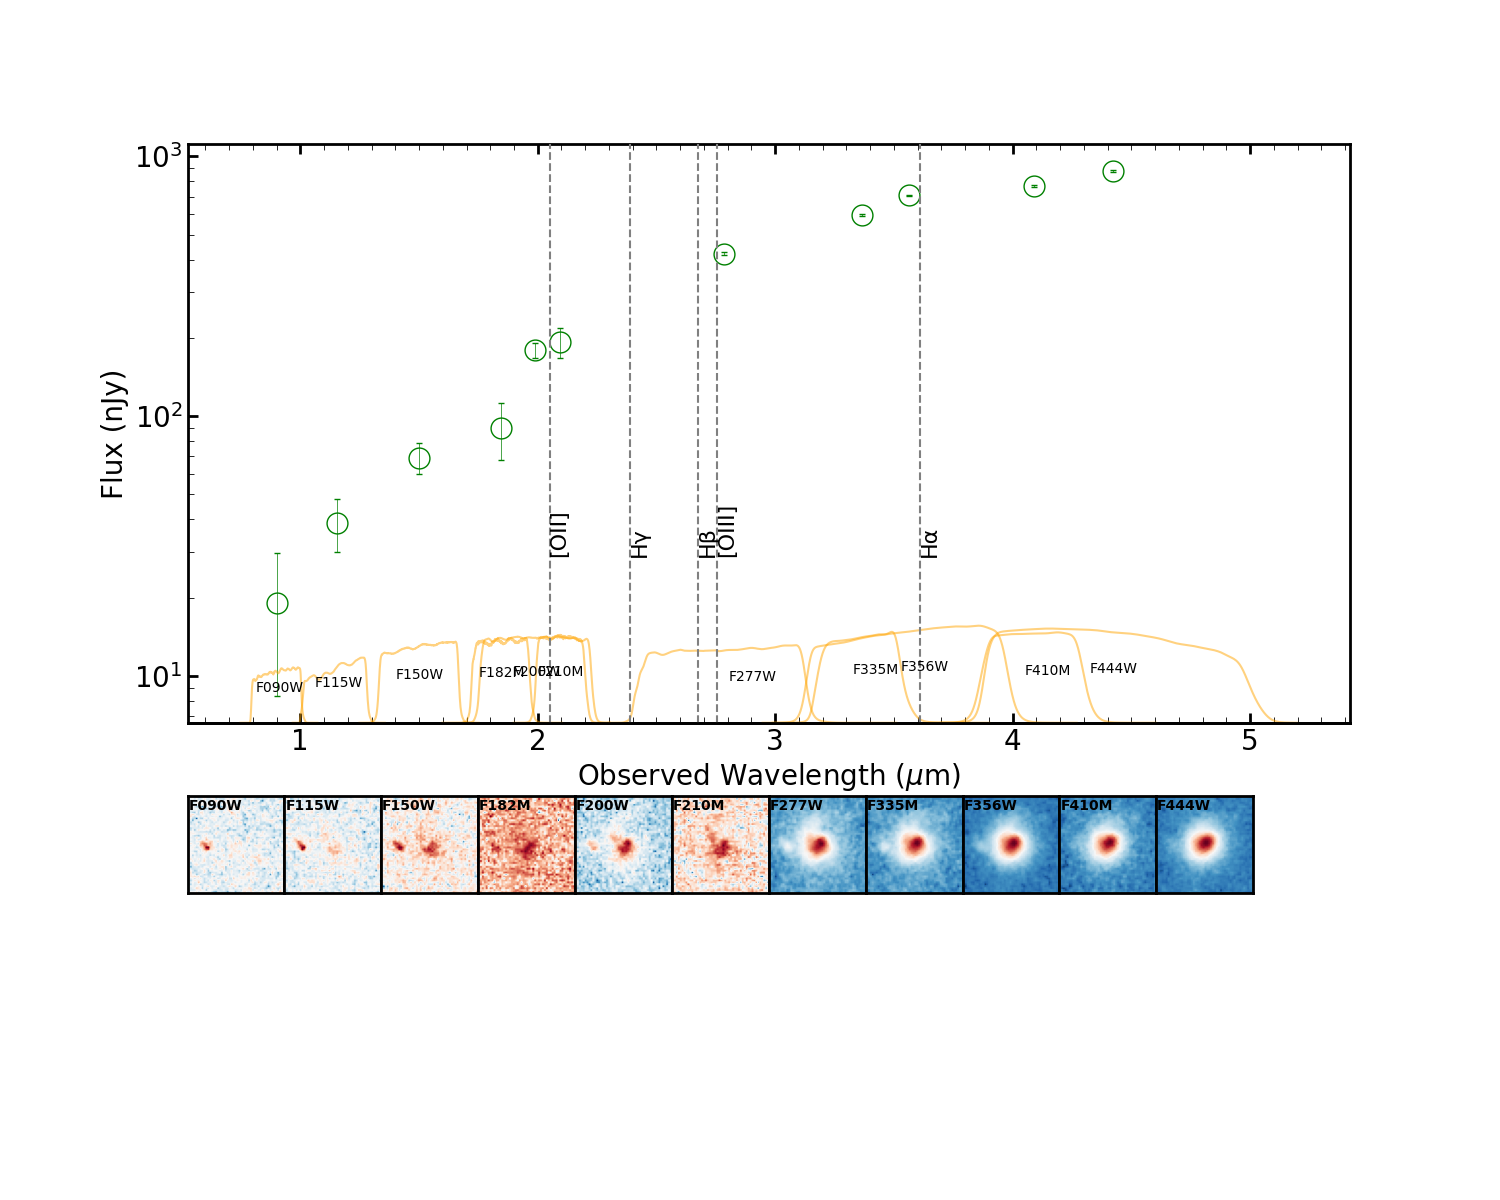 10³
10²
10¹
Flux (nJy)
[OII]
Hγ
Hβ
[OIII]
Hα
F090W
F115W
F150W
F182M
F200W
F210M
F277W
F335M
F356W
F410M
F444W
1
2
3
4
5
Observed Wavelength (μm)
F090W
F115W
F150W
F182M
F200W
F210M
F277W
F335M
F356W
F410M
F444W